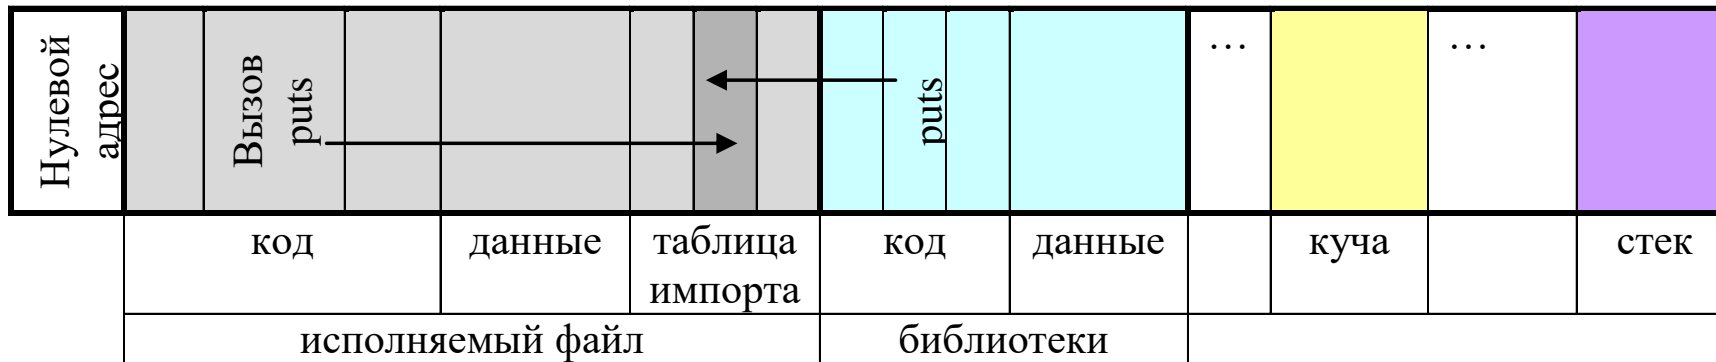 Нулевой
адрес
Вызов
puts
puts
…
…
код
данные
таблица
импорта
код
данные
куча
стек
исполняемый файл
библиотеки